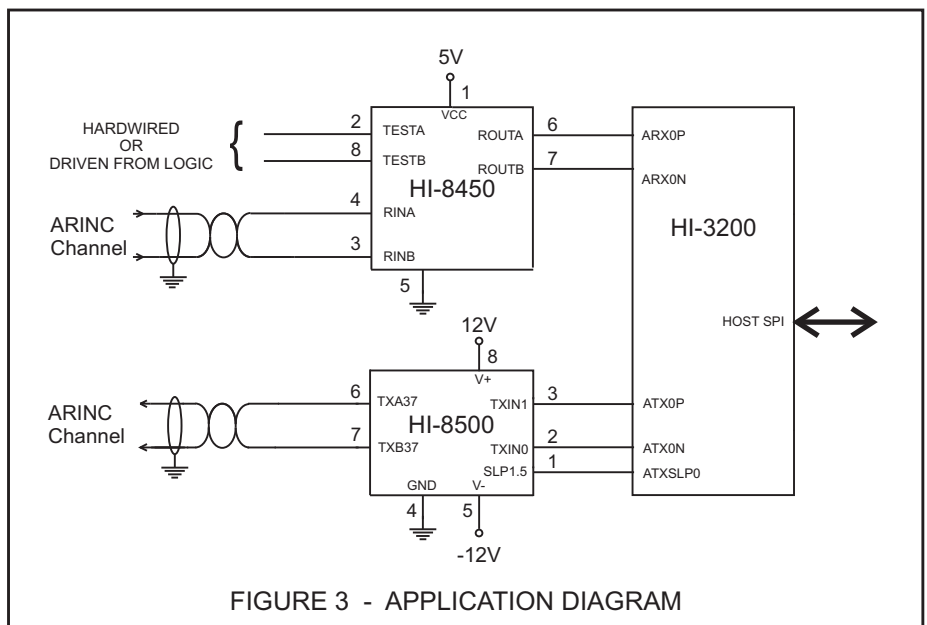 5V
1
VCC
HARDWIRED
OR
DRIVEN FROM LOGIC
{
2
TESTA
8
TESTB
ROUTA
6
ROUTB
7
HI-8450
ARINC
Channel
4
RINA
3
RINB
5
ARX0P
ARX0N
HI-3200
HOST SPI
12V
8
V+
ARINC
Channel
6
TXA37
7
TXB37
HI-8500
TXIN1
3
TXIN0
2
SLP1.5
1
GND
4
V-
5
-12V
ATX0P
ATX0N
ATXSLP0
FIGURE 3 - APPLICATION DIAGRAM